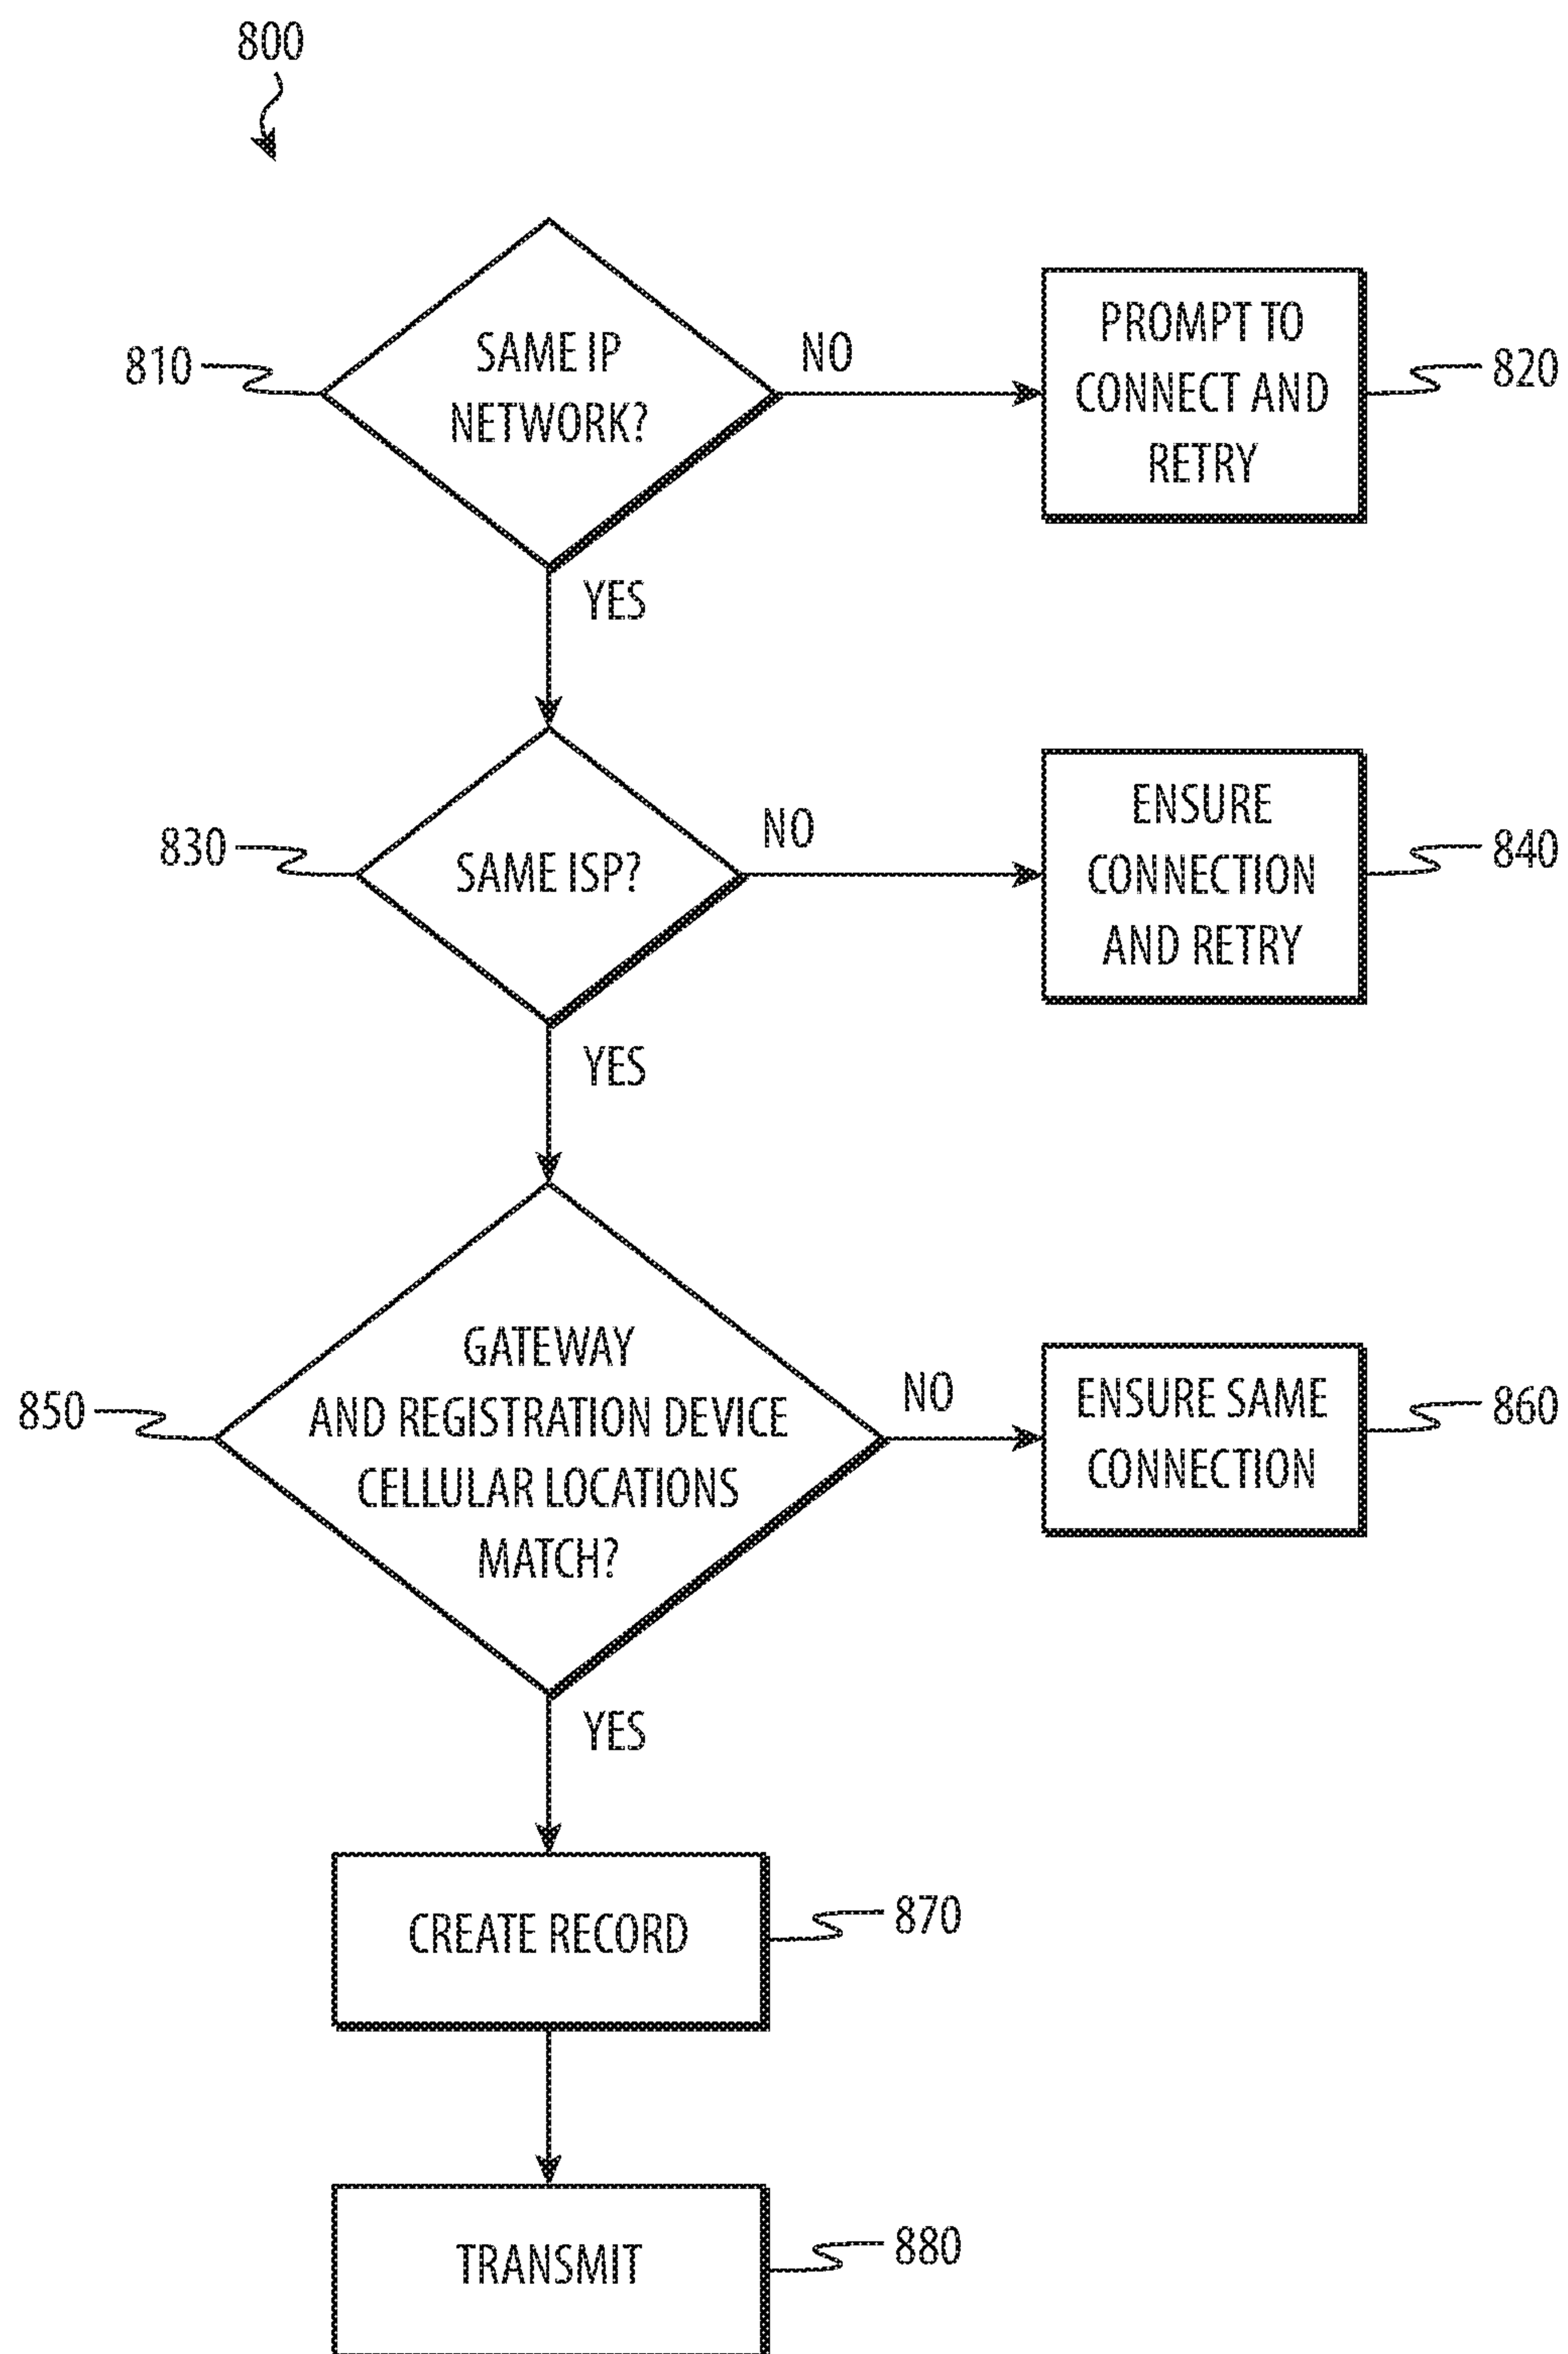 800
810
SAME IP
NETWORK?
NO
PROMPT TO
CONNECT AND
RETRY
820
YES
830
SAME ISP?
NO
ENSURE
CONNECTION
AND RETRY
840
YES
850
GATEWAY
AND REGISTRATION DEVICE
CELLULAR LOCATIONS
MATCH?
NO
ENSURE SAME
CONNECTION
860
YES
CREATE RECORD
870
TRANSMIT
880